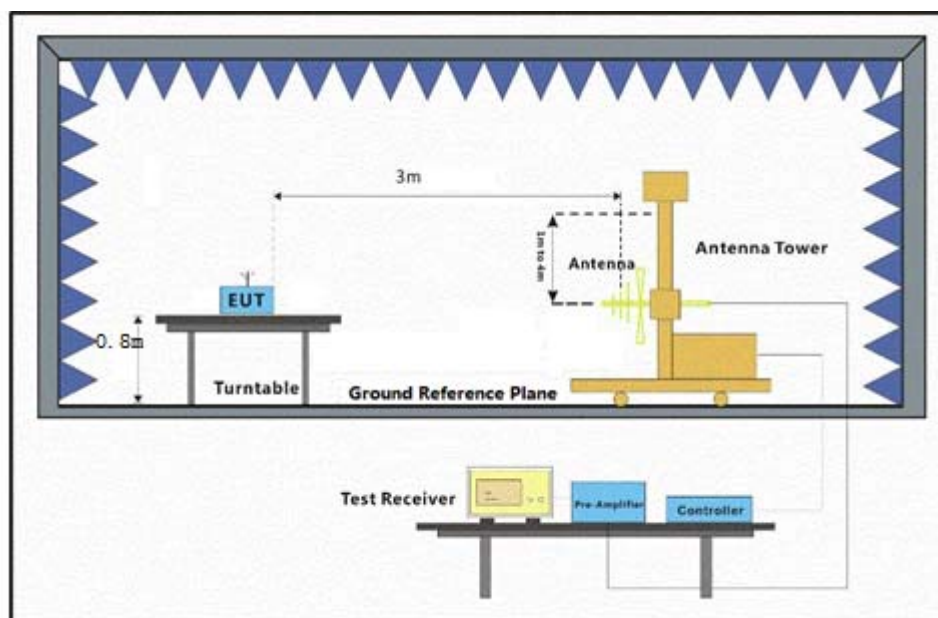 3m
1m to 4m
Antenna
Antenna Tower
EUT
0.8m
Turntable
Ground Reference Plane
Test Receiver
Pre-Amplifier
Controller